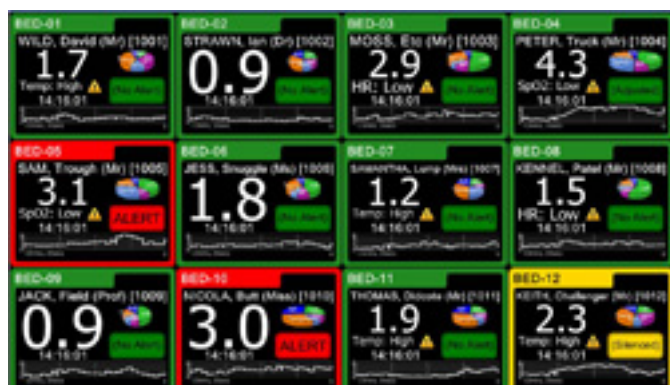 BED-01
WILD, David (Mr) [1001]
1.7
Temp: High
(No Alert)
14:16:01
BED-02
STRAWN, Ian (Dr) [1002]
0.9
(No Alert)
14:16:01
BED-03
MOSS, Etc (Mr) [1003]
2.9
HR: Low
(No Alert)
14:16:01
BED-04
PETER, Truck (Mr) [1004]
4.3
SpO2: Low
14:16:01
BED-05
SAM, Trough (Mr) [1005]
3.1
SpO2: Low
ALERT
14:16:01
BED-06
JESS, Snuggle (Ms) [1006]
1.8
(No Alert)
14:16:01
BED-07
SAMANTHA, Lump (Mrs) [1007]
1.2
Temp: High
(No Alert)
14:16:01
BED-08
KENNEL, Patel (Mr) [1008]
1.5
HR: Low
(No Alert)
14:16:01
BED-09
JACK, Field (Prof) [1009]
0.9
(No Alert)
14:16:01
BED-10
NICOLA, Butt (Miss) [1010]
3.0
ALERT
14:16:01
BED-11
THOMAS, (Mr) [1011]
1.9
Temp: High
(No Alert)
14:16:01
BED-12
KEITH, Challenger (Mr) [1012]
2.3
Temp: High
(Silenced)
14:16:01